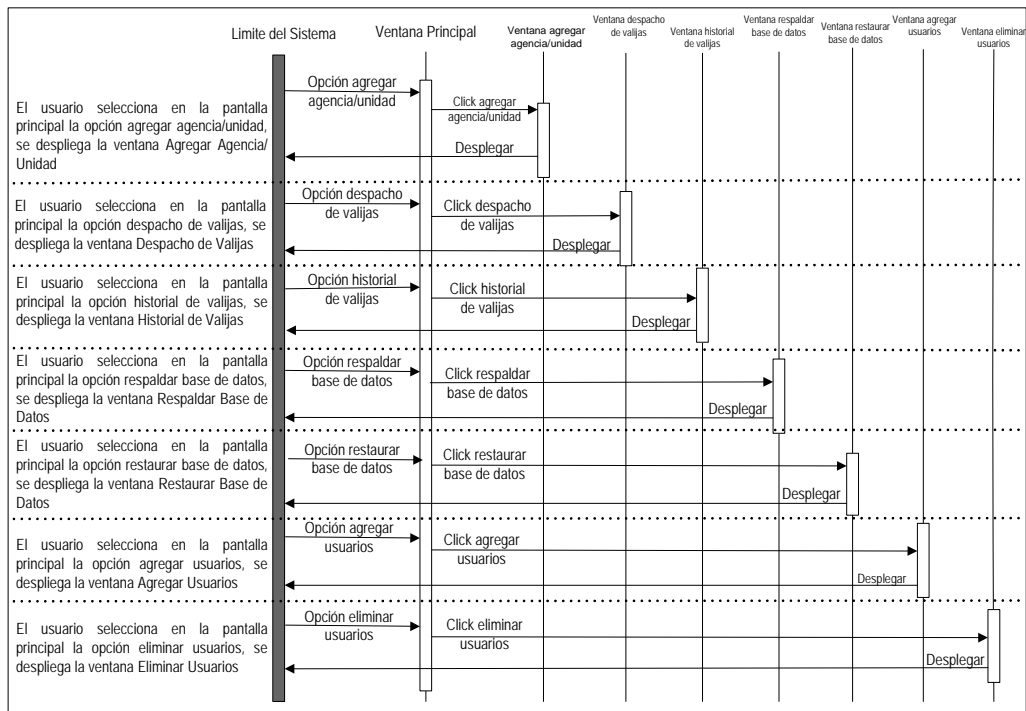 Limite del Sistema
Ventana Principal
Ventana agregar
agencia/unidad
Ventana despacho
de valijas
Ventana historial
de valijas
Ventana respaldar
base de datos
Ventana restaurar
base de datos
Ventana agregar
usuarios
Ventana eliminar
usuarios
El usuario selecciona en la pantalla
principal la opción agregar agencia/unidad,
se despliega la ventana Agregar Agencia/
Unidad
Opción agregar
agencia/unidad
Click agregar
agencia/unidad
Desplegar
El usuario selecciona en la pantalla
principal la opción despacho de valijas, se
despliega la ventana Despacho de Valijas
Opción despacho
de valijas
Click despacho
de valijas
Desplegar
El usuario selecciona en la pantalla
principal la opción historial de valijas, se
despliega la ventana Historial de Valijas
Opción historial
de valijas
Click historial
de valijas
Desplegar
El usuario selecciona en la pantalla
principal la opción respaldar base de datos,
se despliega la ventana Respaldar Base de
Datos
Opción respaldar
base de datos
Click respaldar
base de datos
Desplegar
El usuario selecciona en la pantalla
principal la opción restaurar base de datos,
se despliega la ventana Restaurar Base de
Datos
Opción restaurar
base de datos
Click restaurar
base de datos
Desplegar
El usuario selecciona en la pantalla
principal la opción agregar usuarios, se
despliega la ventana Agregar Usuarios
Opción agregar
usuarios
Click agregar
usuarios
Desplegar
El usuario selecciona en la pantalla
principal la opción eliminar usuarios, se
despliega la ventana Eliminar Usuarios
Opción eliminar
usuarios
Click eliminar
usuarios
Desplegar